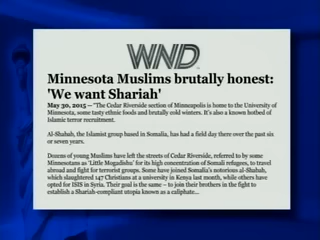 WND
Minnesota Muslims brutally honest:
'We want Shariah'
May 30, 2015 — "The Cedar Riverside section of Minneapolis is home to the University of
Minnesota, some tasty ethnic foods and brutally cold winters. It's also a known hotbed of
Islamic terror recruitment.
Al-Shabab, the Islamist group based in Somalia, has had a field day there over the past six
or seven years.
Dozens of young Muslims have left the streets of Cedar Riverside, referred to by some
Minnesotans as 'Little Mogadishu' for its high concentration of Somali refugees, to travel
abroad and fight for terrorist groups. Some have joined Somalia's notorious al-Shabab,
which slaughtered 147 Christians at a university in Kenya last month, while others have
opted for ISIS in Syria. Their goal is the same – to join their brothers in the fight to
establish a Shariah-compliant utopia known as a caliphate...